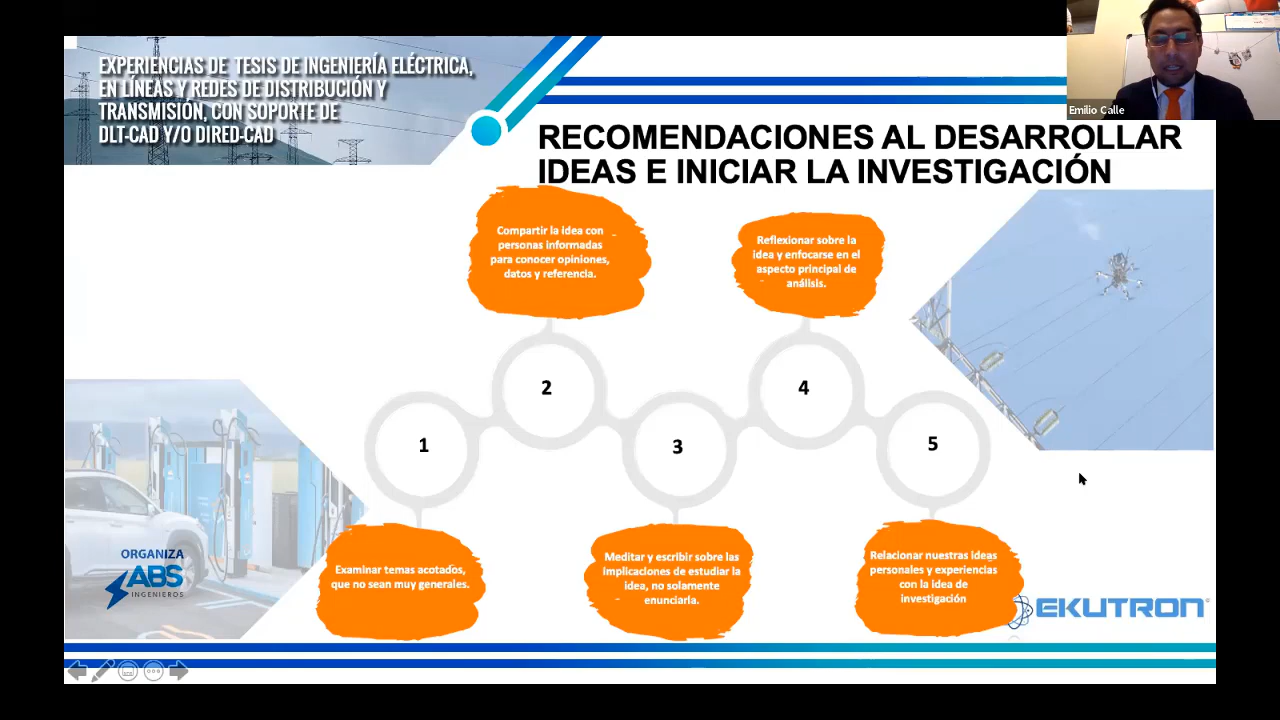 EXPERIENCIAS DE TESIS DE INGENIERÍA ELÉCTRICA,
EN LÍNEAS Y REDES DE DISTRIBUCIÓN Y
TRANSMISIÓN, CON SOPORTE DE
DLT-CAD Y/O DIRED-CAD
Emilio Calle
RECOMENDACIONES AL DESARROLLAR
IDEAS E INICIAR LA INVESTIGACIÓN
Compartir la idea con
personas informadas
para conocer opiniones,
datos y referencia.
Reflexionar sobre la
idea y enfocarse en el
aspecto principal de
análisis.
2
4
1
3
5
Examinar temas acotados,
que no sean muy generales.
Meditar y escribir sobre las
implicaciones de estudiar la
idea, no solamente
enunciarla.
Relacionar nuestras ideas
personales y experiencias
con la idea de
investigación
ORGANIZA
ABS
INGENIEROS
EKUTRON